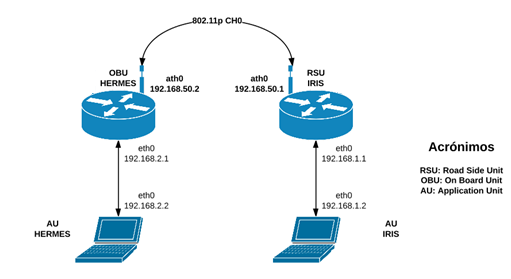 802.11p CH0
OBU
HERMES
ath0
192.168.50.2
ath0
192.168.50.1
RSU
IRIS
eth0
192.168.2.1
eth0
192.168.1.1
eth0
192.168.2.2
eth0
192.168.1.2
AU
HERMES
AU
IRIS
Acrónimos
RSU: Road Side Unit
OBU: On Board Unit
AU: Application Unit